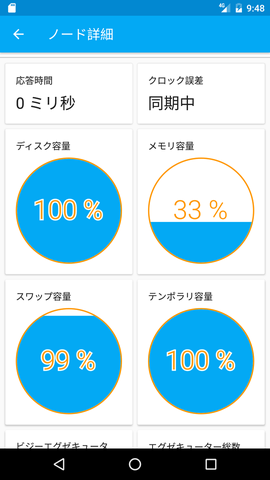 4G 9:48
ノード詳細
応答時間
0 ミリ秒
クロック誤差
同期中
ディスク容量
100 %
メモリ容量
33 %
スワップ容量
99 %
テンポラリ容量
100 %
ビジーエグゼキュータ
エグゼキューター総数